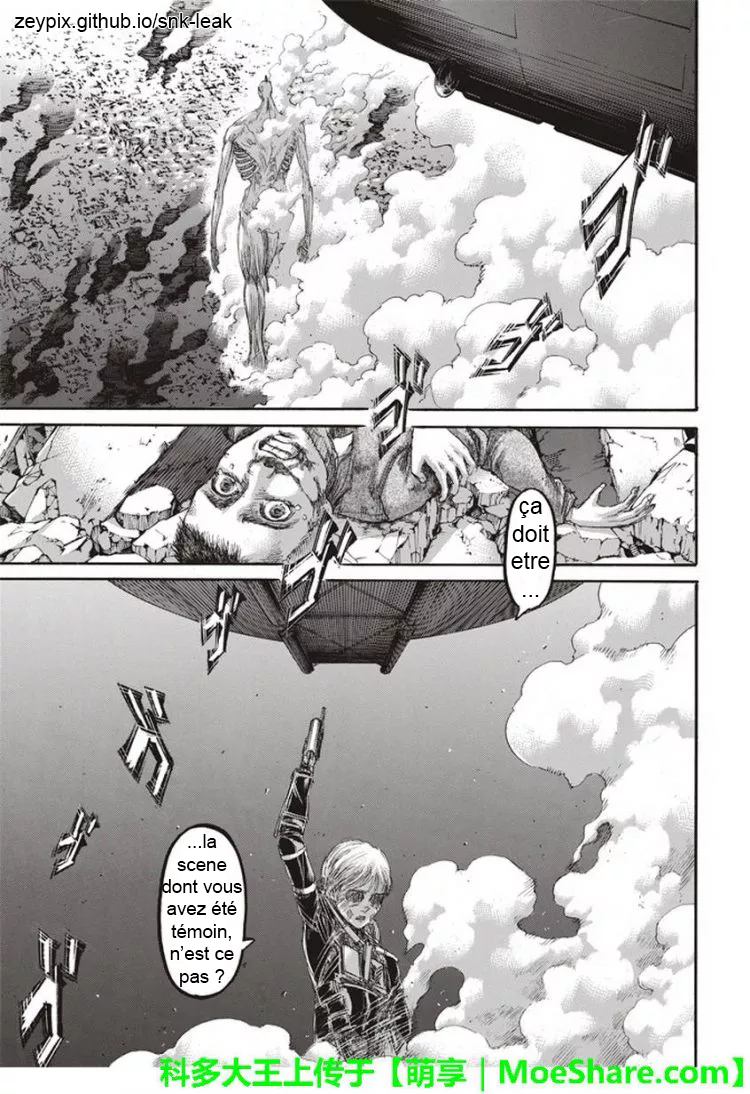 zeypix.github.io/snk-leak
ça
doit
etre
...
...la
scene
dont vous
avez été
témoin,
n'est ce
pas ?
科多大王上传于【萌享│MoeShare.com】